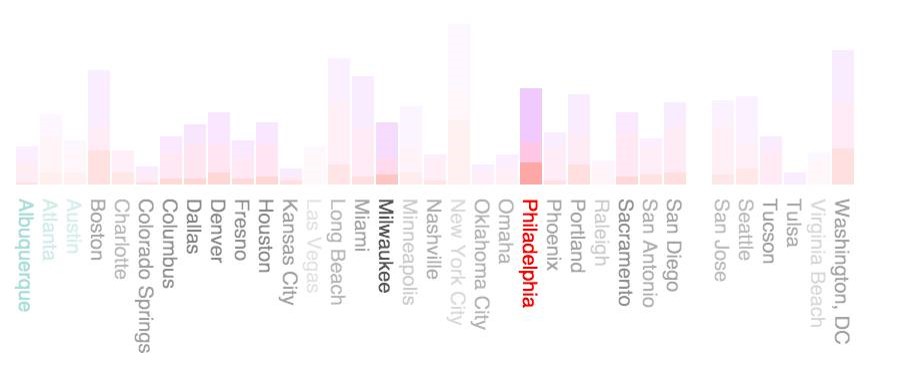 Albuquerque
Atlanta
Austin
Boston
Charlotte
Colorado Springs
Columbus
Dallas
Denver
Fresno
Houston
Kansas City
Las Vegas
Long Beach
Miami
Milwaukee
Minneapolis
Nashville
New York City
Oklahoma City
Omaha
Philadelphia
Phoenix
Portland
Raleigh
Sacramento
San Antonio
San Diego
San Jose
Seattle
Tucson
Tulsa
Virginia Beach
Washington, DC